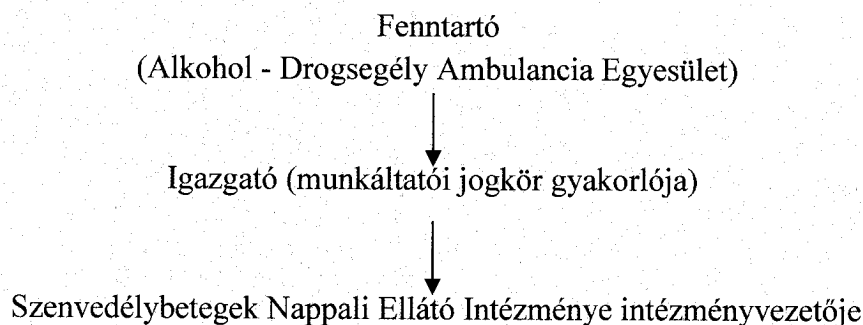 Fenntartó
(Alkohol - Drogsegély Ambulancia Egyesület)
Igazgató (munkáltatói jogkör gyakorlója)
Szenvedélybetegek Nappali Ellátó Intézménye intézményvezetője